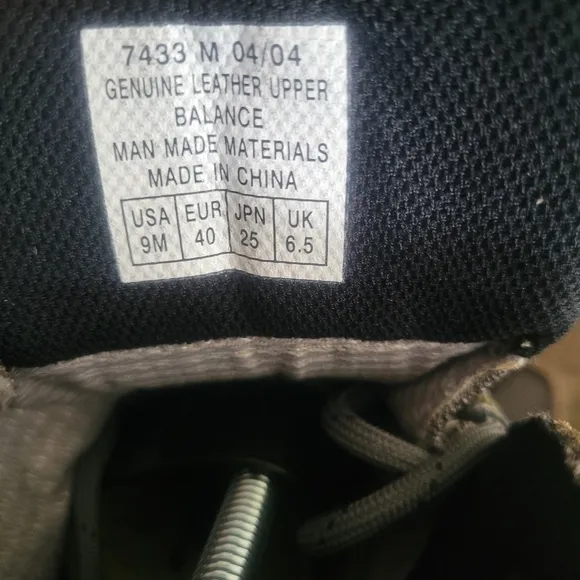 7433 M 04/04
GENUINE LEATHER UPPER
BALANCE
MAN MADE MATERIALS
MADE IN CHINA
USA EUR JPN UK
9M 40 25 6.5